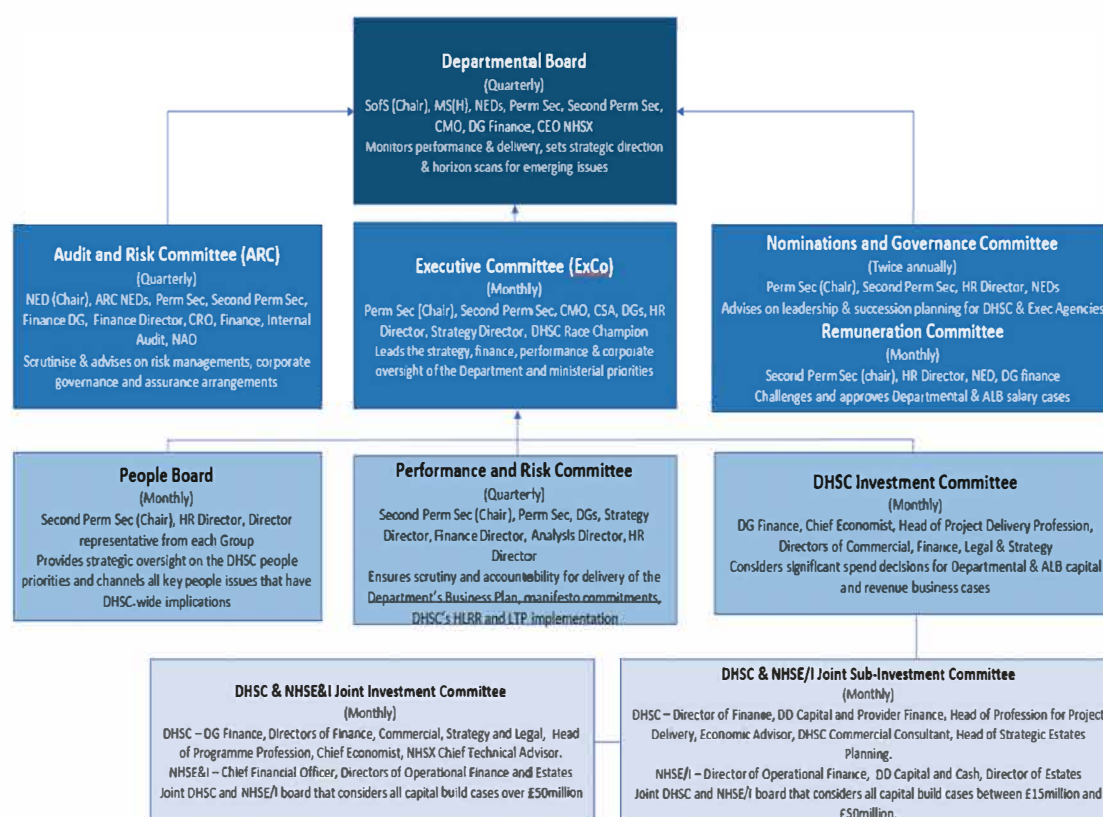 Departmental Board
(Quarterly)
SofS (Chair), MS(H), NEDs, Perm Sec, Second Perm Sec,
CMO, DG Finance, CEO NHSX
Monitors performance & delivery, sets strategic direction
& horizon scans for emerging issues
Audit and Risk Committee (ARC)
(Quarterly)
NED (Chair), ARC NEDs, Perm Sec, Second Perm Sec,
Finance DG, Finance Director, CRO, Finance, Internal
Audit, NAO
Scrutinise & advises on risk managements, corporate
governance and assurance arrangements
Executive Committee (ExCo)
(Monthly)
Perm Sec (Chair), Second Perm Sec, CMO, CSA, DGs, HR
Director, Strategy Director, DHSC Race Champion
Leads the strategy, finance, performance & corporate
oversight of the Department and ministerial priorities
Nominations and Governance Committee
(Twice annually)
Perm Sec (Chair), Second Perm Sec, HR Director, NEDs
Advises on leadership & succession planning for DHSC & Exec Agencies
Remuneration Committee
(Monthly)
Second Perm Sec (chair), HR Director, NED, DG finance
Challenges and approves Departmental & ALB salary cases
People Board
(Monthly)
Second Perm Sec (Chair), HR Director, Director
representative from each Group
Provides strategic oversight on the DHSC people
priorities and channels all key people issues that have
DHSC-wide implications
Performance and Risk Committee
(Quarterly)
Second Perm Sec (Chair), Perm Sec, DGs, Strategy
Director, Finance Director, Analysis Director, HR
Director
Ensures scrutiny and accountability for delivery of the
Department's Business Plan, manifesto commitments,
DHSC's HLRR and LTP implementation
DHSC Investment Committee
(Monthly)
DG Finance, Chief Economist, Head of Project Delivery Profession,
Directors of Commercial, Finance, Legal & Strategy
Considers significant spend decisions for Departmental & ALB capital
and revenue business cases
DHSC & NHSE&I Joint Investment Committee
(Monthly)
DHSC – DG Finance, Directors of Finance, Commercial, Strategy and Legal, Head
of Programme Profession, Chief Economist, NHSX Chief Technical Advisor.
NHSE&I – Chief Financial Officer, Directors of Operational Finance and Estates
Joint DHSC and NHSE/I board that considers all capital build cases over £50million
DHSC & NHSE/I Joint Sub-Investment Committee
(Monthly)
DHSC – Director of Finance, DD Capital and Provider Finance, Head of Profession for Project
Delivery, Economic Advisor, DHSC Commercial Consultant, Head of Strategic Estates
Planning.
NHSE/I – Director of Operational Finance, DD Capital and Cash, Director of Estates
Joint DHSC and NHSE/I board that considers all capital build cases between £15million and
£50million.